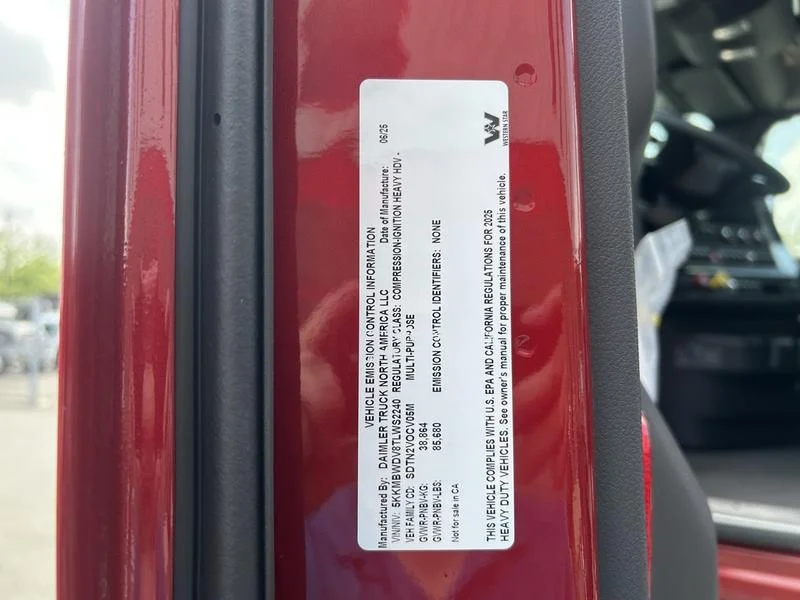 VEHICLE EMISSION CONTROL INFORMATION
Manufactured By: DAIMLER TRUCK NORTH AMERICA LLC Date of Manufacture: 06/25
VIN/NIV: 5KKMBWDV8TLWS2240 REGULATORY CLASS: COMPRESSION-IGNITION HEAVY HDV -
VEH FAMILY CD: SDTN2VOCV05M MULTI-PURPOSE
GVWR-PNBV-KG: 38,864
GVWR-PNBV-LBS: 85,680 EMISSION CONTROL IDENTIFIERS: NONE
Not for sale in CA
THIS VEHICLE COMPLIES WITH U.S. EPA AND CALIFORNIA REGULATIONS FOR 2025
HEAVY DUTY VEHICLES. See owner's manual for proper maintenance of this vehicle.
WESTERN STAR